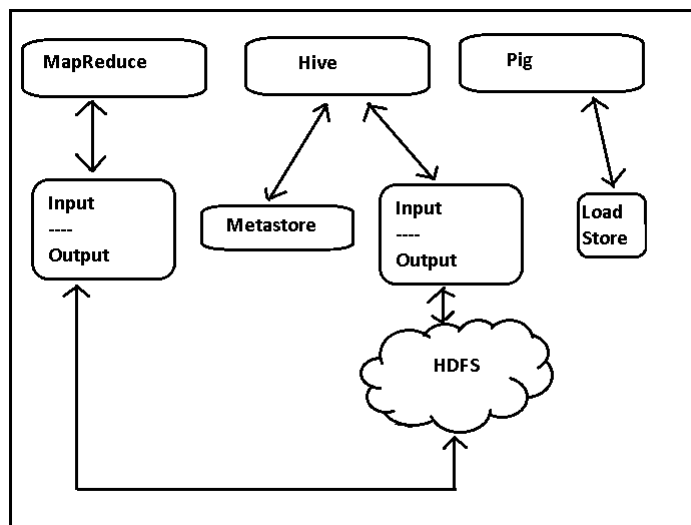 MapReduce
Hive
Pig
Input
----
Output
Metastore
Input
----
Output
Load
Store
HDFS